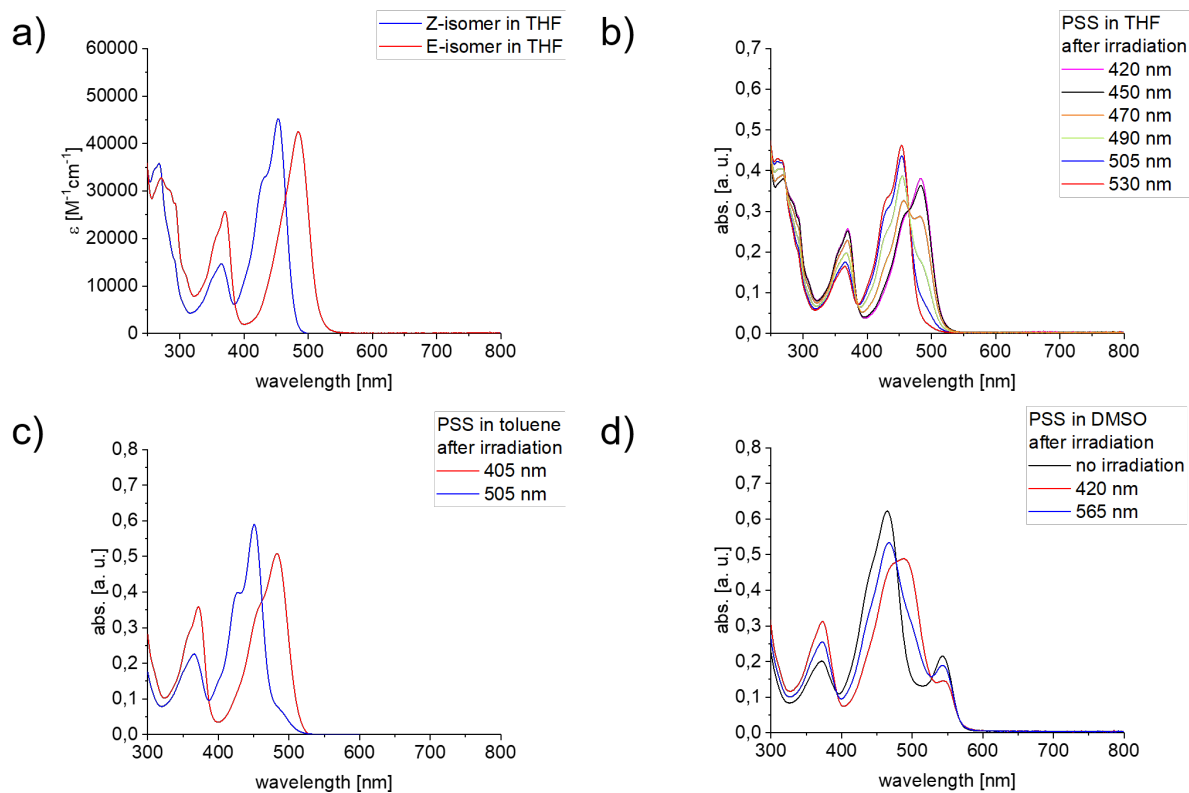 a)
Z-isomer in THF
E-isomer in THF
60000
50000
40000
30000
20000
10000
0
ε [M⁻¹cm⁻¹]
300 400 500 600 700 800
wavelength [nm]
b)
PSS in THF
after irradiation
420 nm
450 nm
470 nm
490 nm
505 nm
530 nm
0,7
0,6
0,5
0,4
0,3
0,2
0,1
0,0
abs. [a. u.]
300 400 500 600 700 800
wavelength [nm]
c)
PSS in toluene
after irradiation
405 nm
505 nm
0,8
0,7
0,6
0,5
0,4
0,3
0,2
0,1
0,0
abs. [a. u.]
300 400 500 600 700 800
wavelength [nm]
d)
PSS in DMSO
after irradiation
no irradiation
420 nm
565 nm
0,8
0,7
0,6
0,5
0,4
0,3
0,2
0,1
0,0
abs. [a. u.]
300 400 500 600 700 800
wavelength [nm]